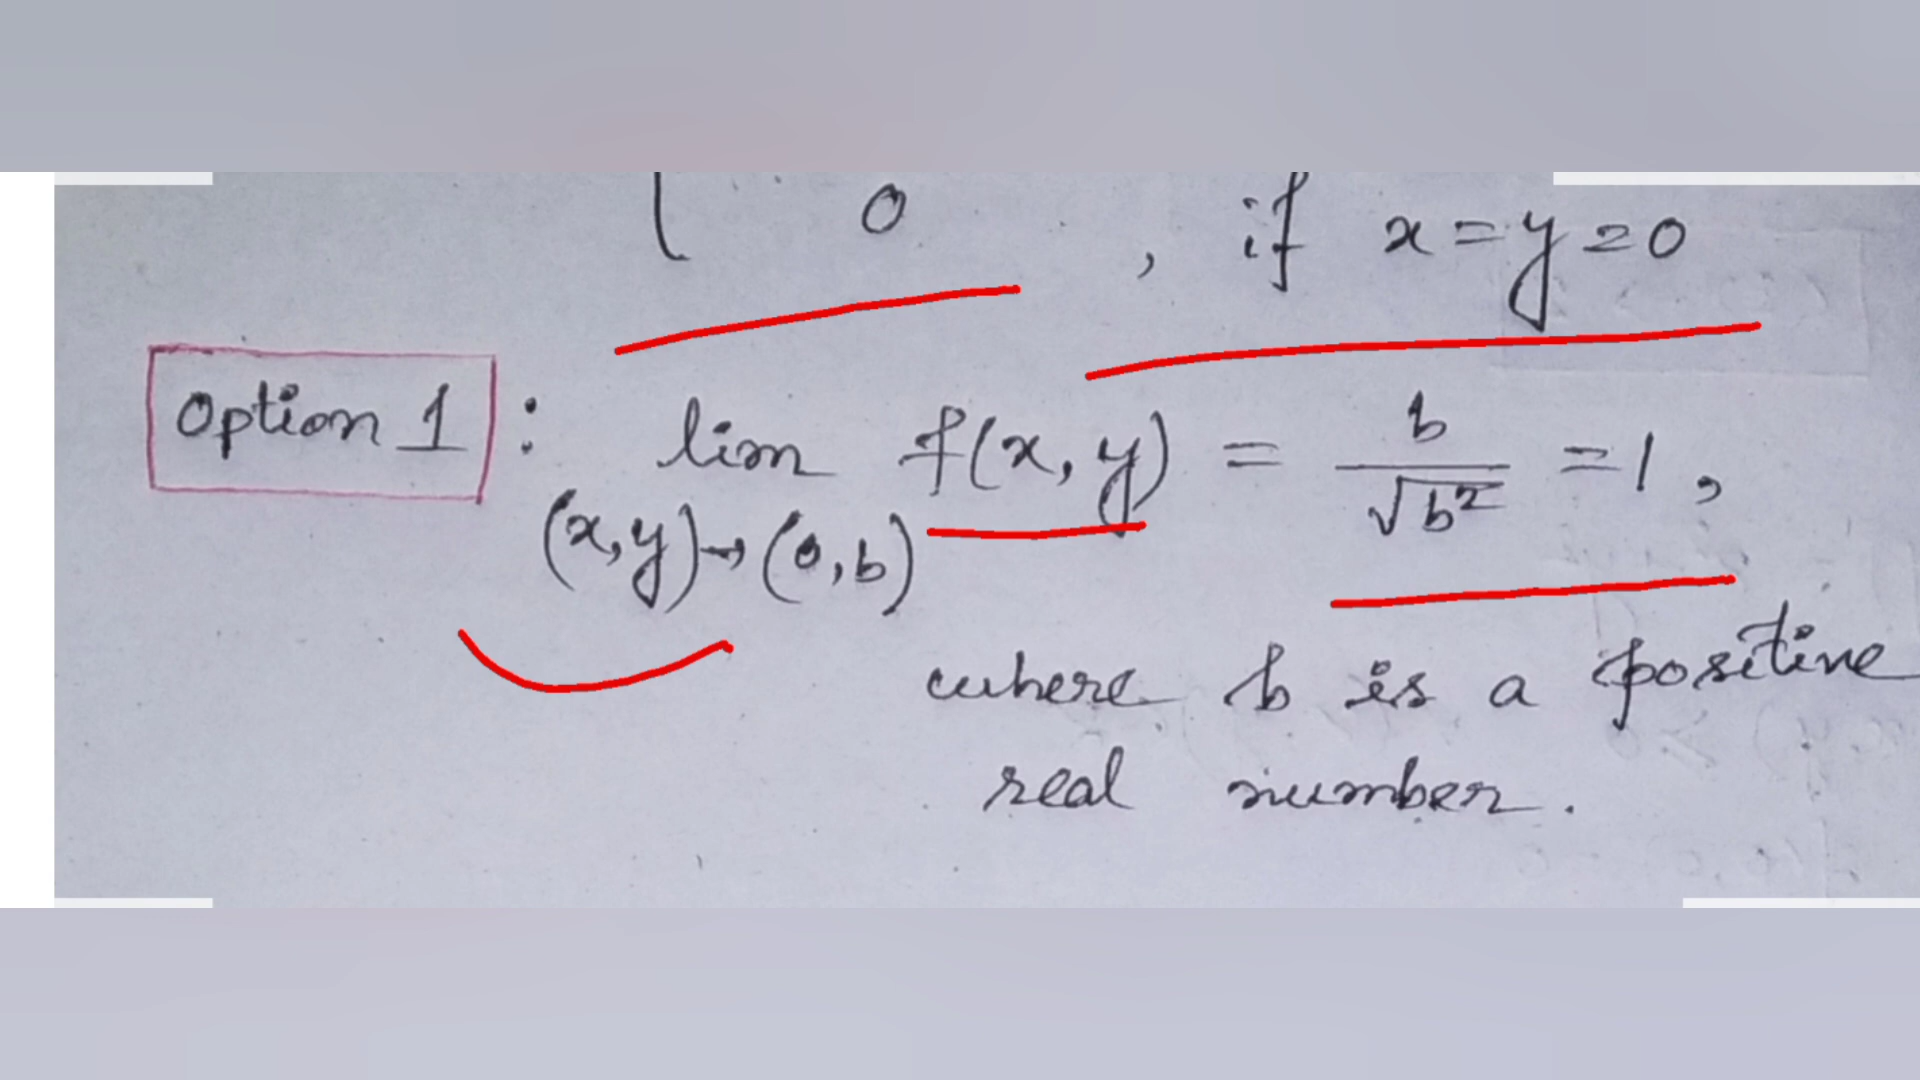 0 , if x=y=0
Option 1 : lim f(x,y) = b/√b² =1,
(x,y)→(0,b)
where b is a positive
real number.